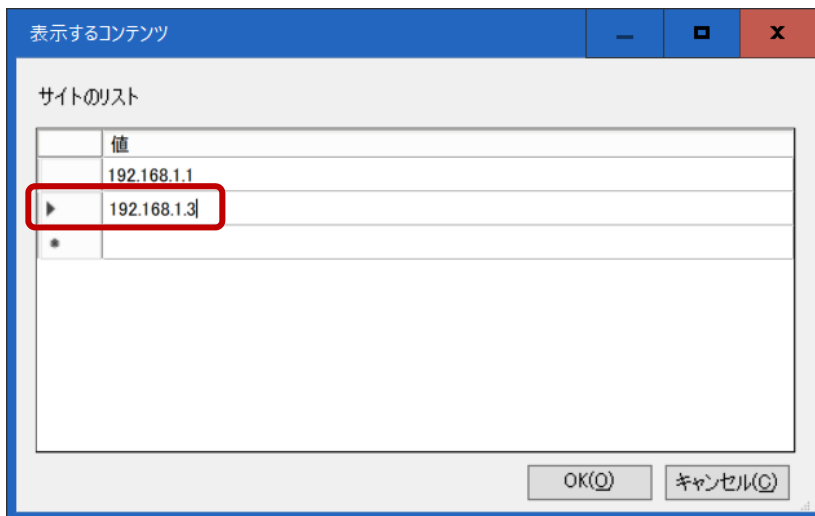 表示するコンテンツ
サイトのリスト
値
192.168.1.1
192.168.1.3
OK(O)
キャンセル(C)